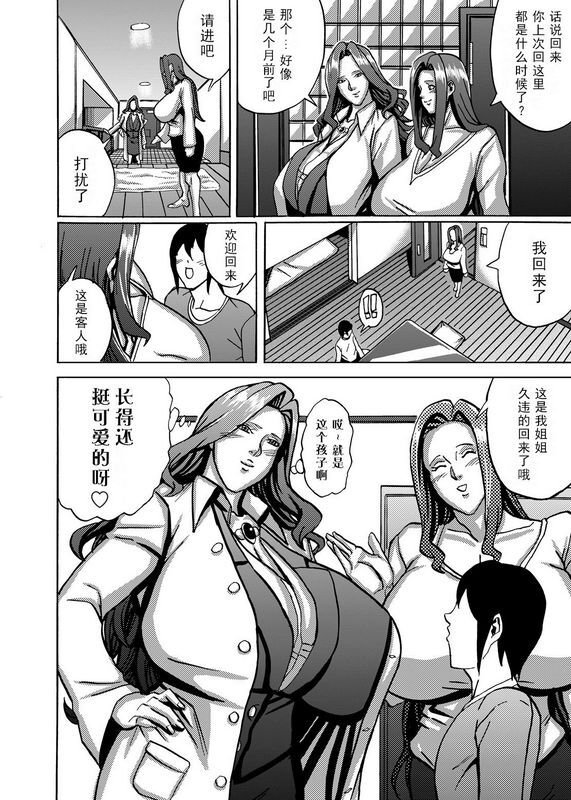 话说回来
你上次回这里
都是什么时候了？
那个…好像
是几个月前了吧
请进吧
打扰了
我回来了
欢迎回来
这是客人哦
这是我姐姐
久违的回来了哦
哎～就是
这个孩子啊
长得还
挺可爱的呀♡